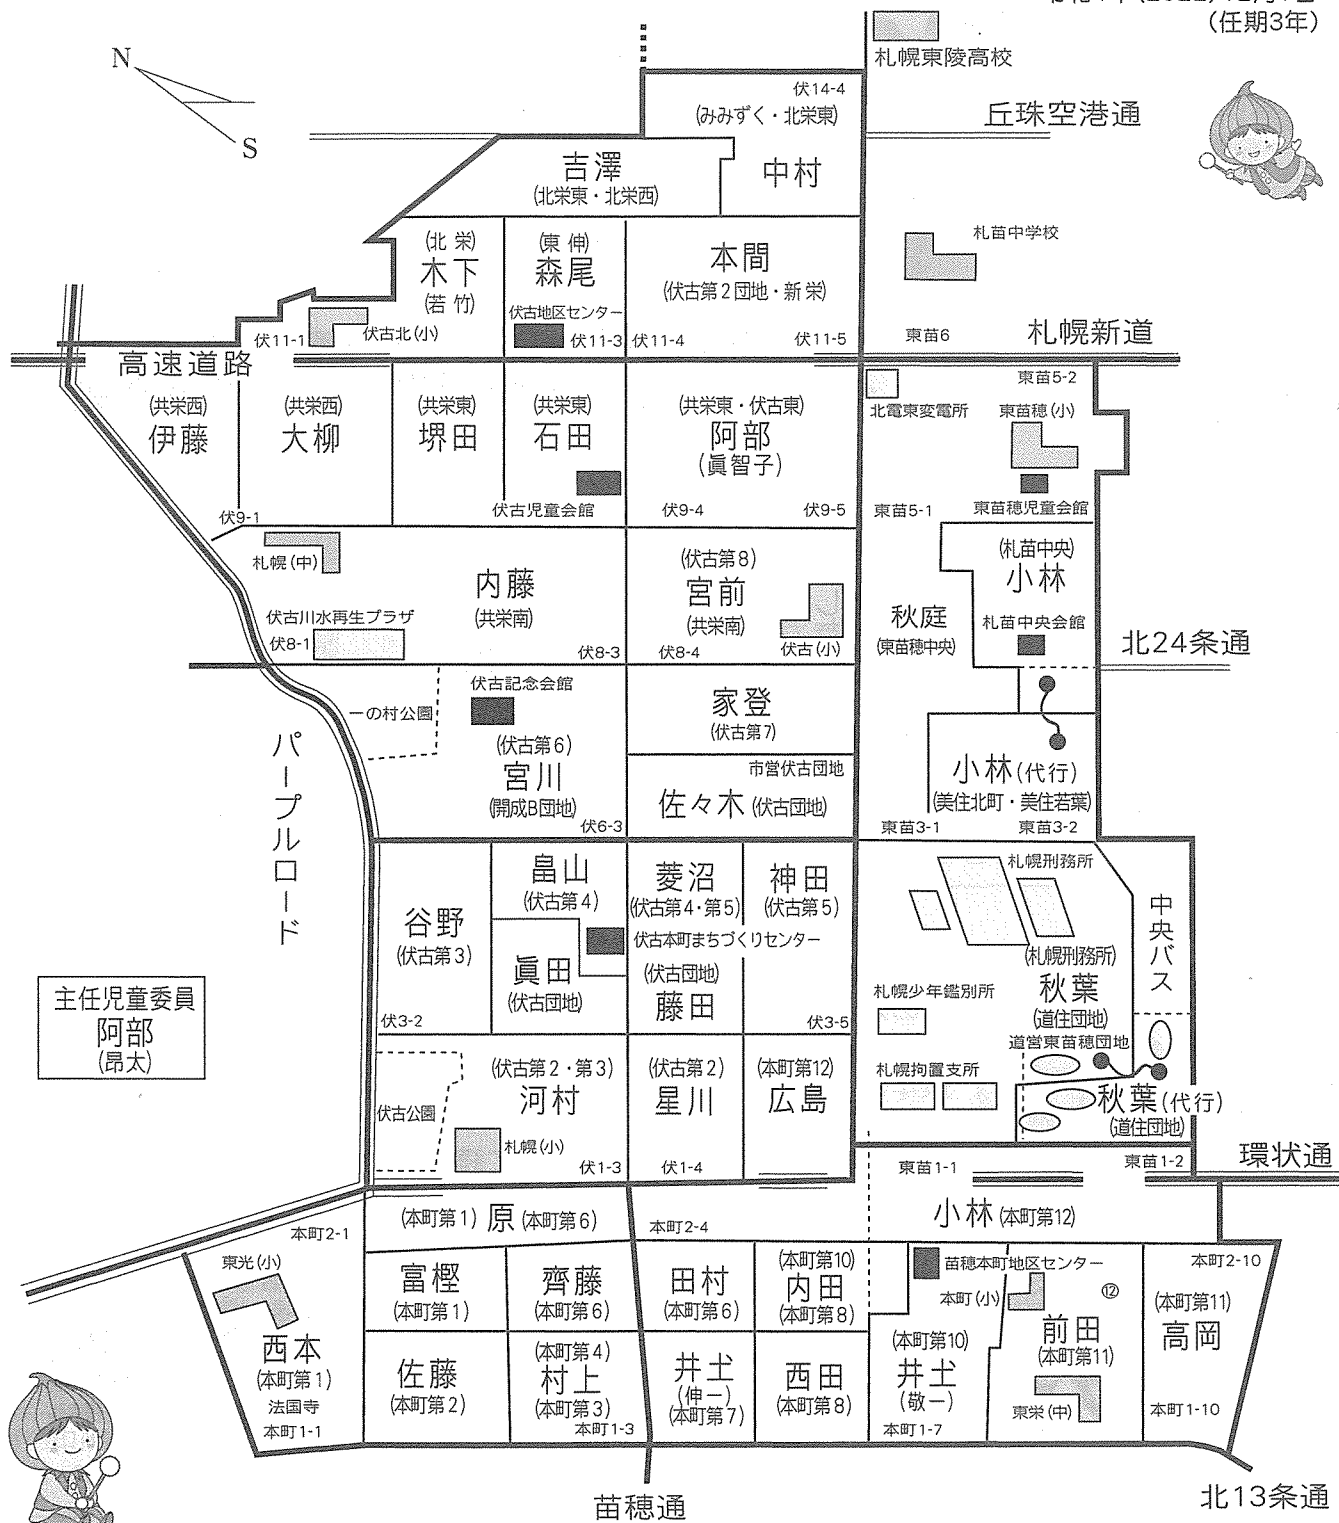 (任期3年)
札幌東陵高校
N
S
伏14-4
(みみずく・北栄東)
丘珠空港通
中村
吉澤
(北栄東・北栄西)
札苗中学校
(北 栄)
木下
(若 竹)
(東 伸)
森尾
伏古地区センター
本間
(伏古第2団地・新 栄)
伏11-1
伏古北(小)
伏11-3
伏11-4
伏11-5
東苗6
札幌新道
高速道路
(共栄西)
伊藤
(共栄西)
大柳
(共栄東)
堺田
(共栄東)
石田
(共栄東・伏古東)
阿部
(眞智子)
東苗5-2
北電東変電所
東苗穂(小)
伏9-1
伏古児童会館
伏9-4
伏9-5
東苗5-1
東苗穂児童会館
札幌(中)
内藤
(共栄南)
(伏古第8)
宮前
(共栄南)
伏古(小)
(札苗中央)
小林
秋庭
(東苗穂中央)
札苗中央会館
伏古川水再生プラザ
伏8-1
伏8-3
伏8-4
北24条通
伏古記念会館
一の村公園
(伏古第6)
宮川
(開成B団地)
伏6-3
家登
(伏古第7)
市営伏古団地
佐々木(伏古団地)
小林(代行)
(美住北町・美住若葉)
東苗3-1
東苗3-2
パープルロード
谷野
(伏古第3)
畠山
(伏古第4)
菱沼
(伏古第4・第5)
神田
(伏古第5)
札幌刑務所
伏古本町まちづくりセンター
眞田
(伏古団地)
(伏古団地)
藤田
伏3-2
伏3-5
(札幌刑務所)
秋葉
(道住団地)
中央バス
札幌少年鑑別所
道営東苗穂団地
主任児童委員
阿部
(昂太)
(伏古第2・第3)
河村
(伏古第2)
星川
(本町第12)
広島
札幌拘置支所
秋葉(代行)
(道住団地)
伏古公園
札幌(小)
伏1-3
伏1-4
東苗1-1
東苗1-2
環状通
(本町第1)原(本町第6)
本町2-4
小林(本町第12)
本町2-1
東光(小)
富樫
(本町第1)
齊藤
(本町第6)
田村
(本町第6)
(本町第10)
内田
(本町第8)
苗穂本町地区センター
本町(小)
⑫
本町2-10
西本
(本町第1)
法国寺
本町1-1
佐藤
(本町第2)
(本町第4)
村上
(本町第3)
本町1-3
井圡
(伸一)
(本町第7)
西田
(本町第8)
(本町第10)
井圡
(敬一)
本町1-7
前田
(本町第11)
東栄(中)
(本町第11)
高岡
本町1-10
苗穂通
北13条通